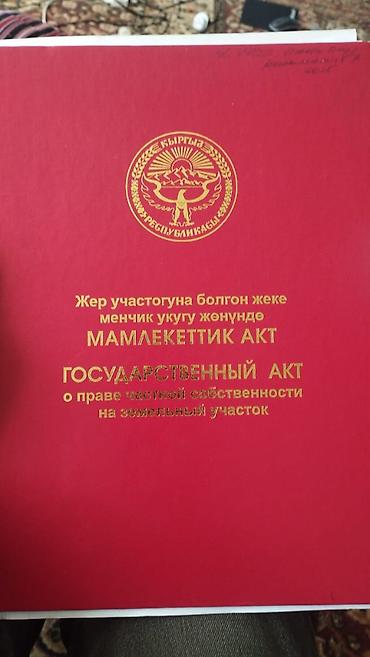 КЫРГЫЗ
РЕСПУБЛИКАСЫ
Жер участогуна болгон жеке
менчик укугу жөнүндө
МАМЛЕКЕТТИК АКТ
ГОСУДАРСТВЕННЫЙ АКТ
о праве частной собственности
на земельный участок